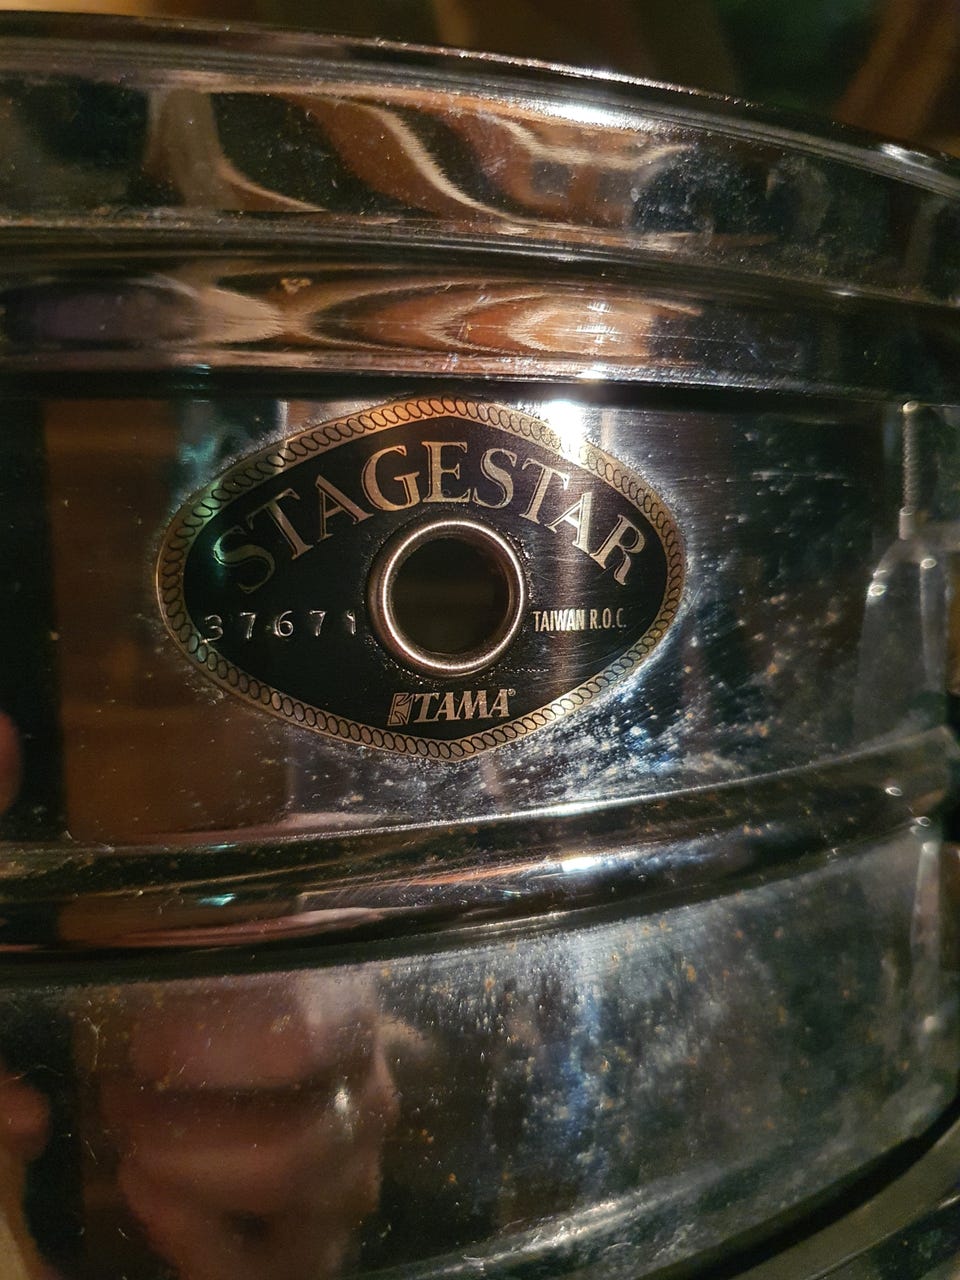 STAGESTAR
37671
TAIWAN R.O.C.
TAMA®